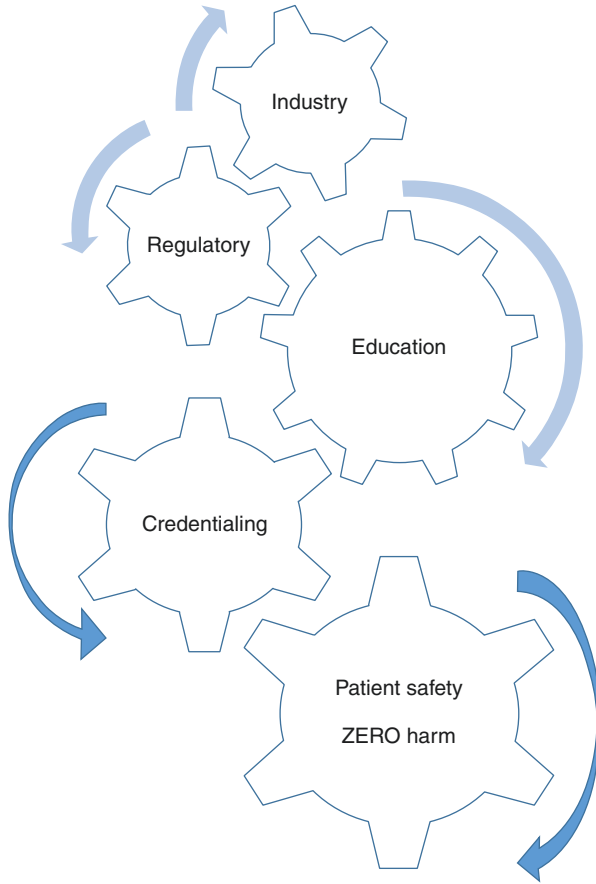 Industry
Regulatory
Education
Credentialing
Patient safety
ZERO harm